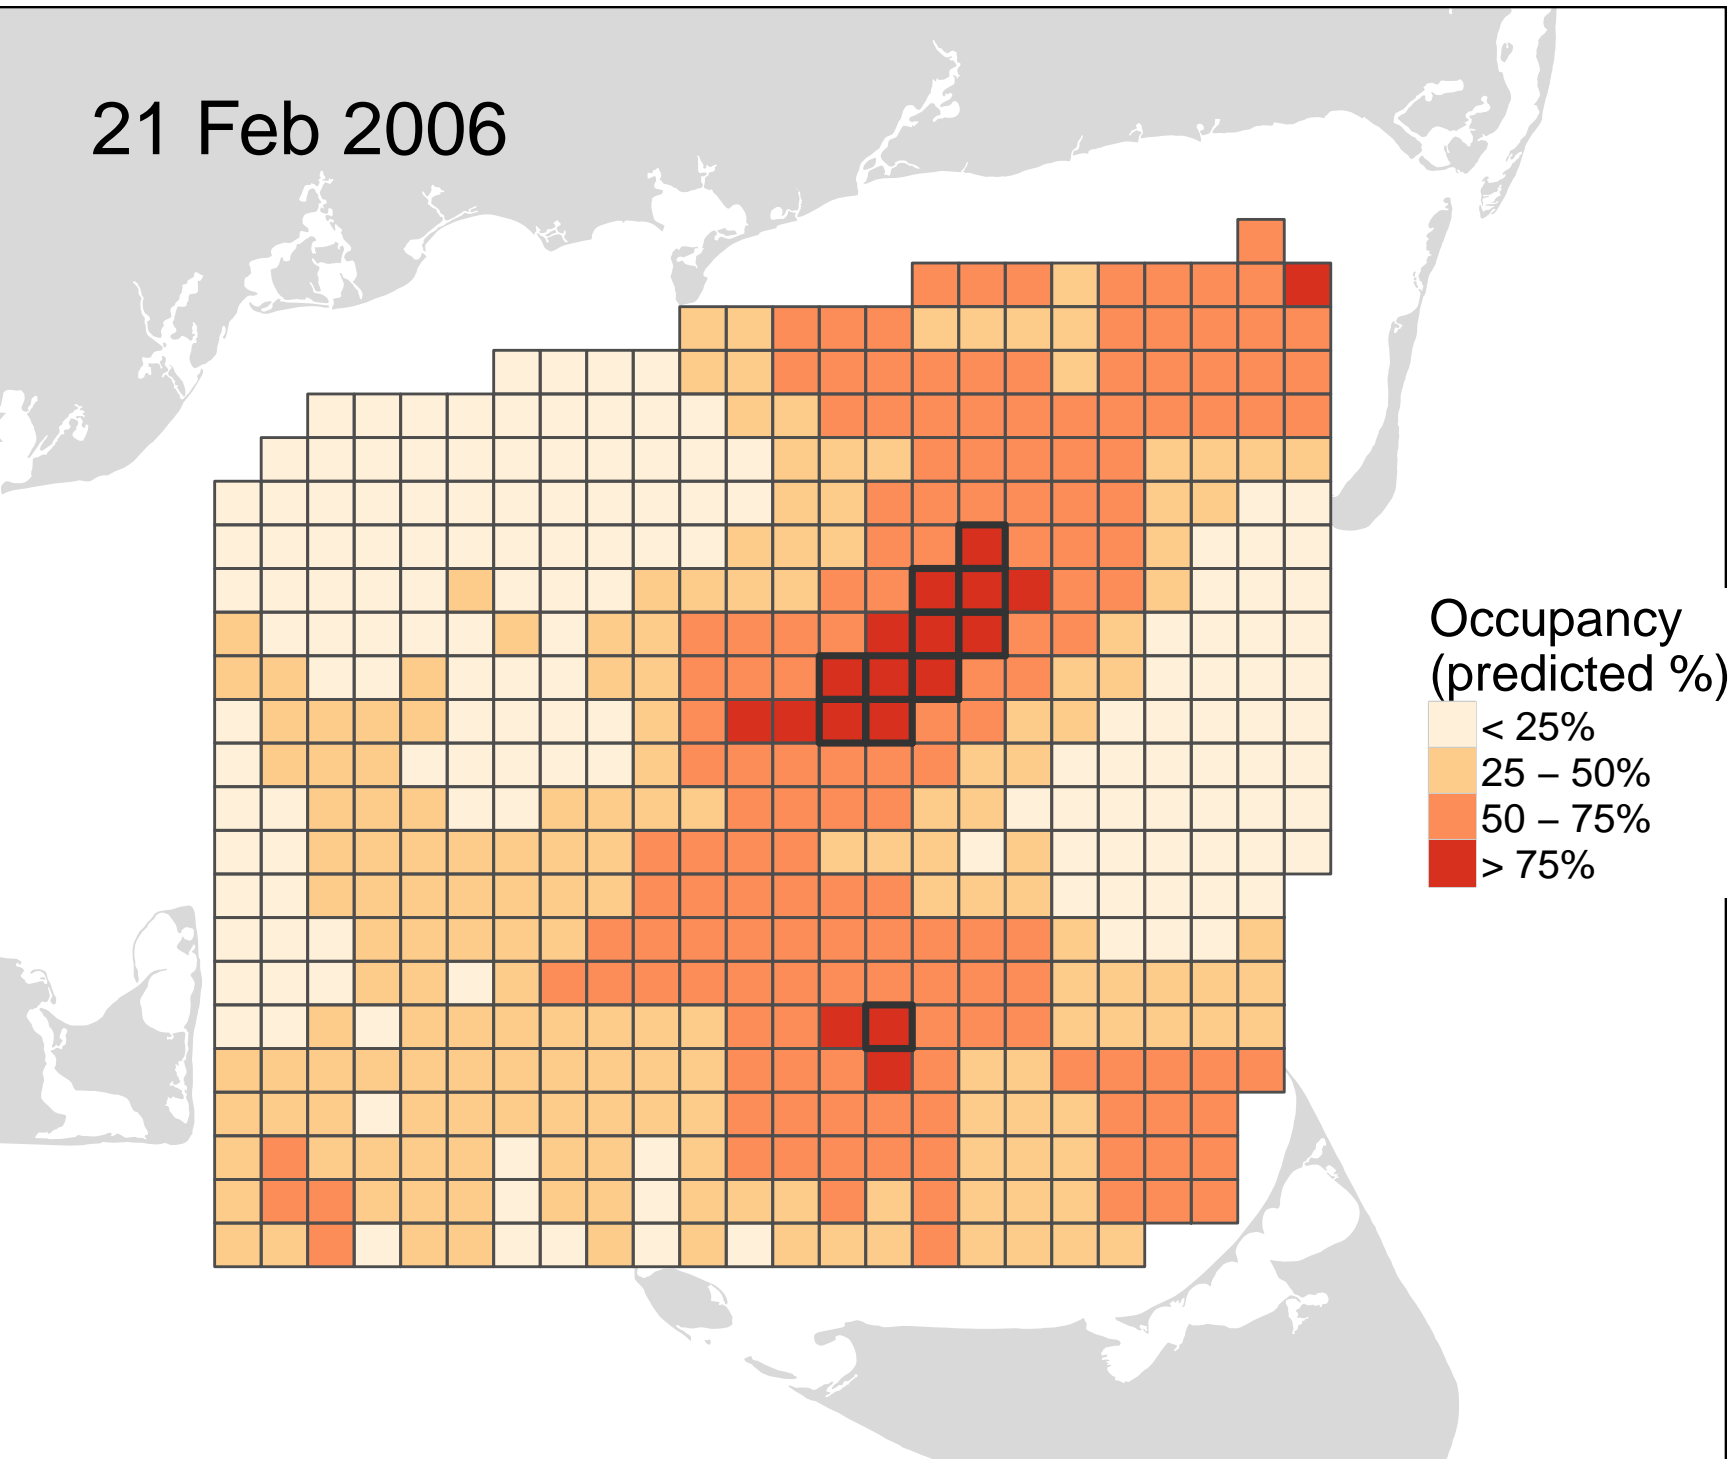 21 Feb 2006
Occupancy
(predicted %)
< 25%
25 – 50%
50 – 75%
> 75%